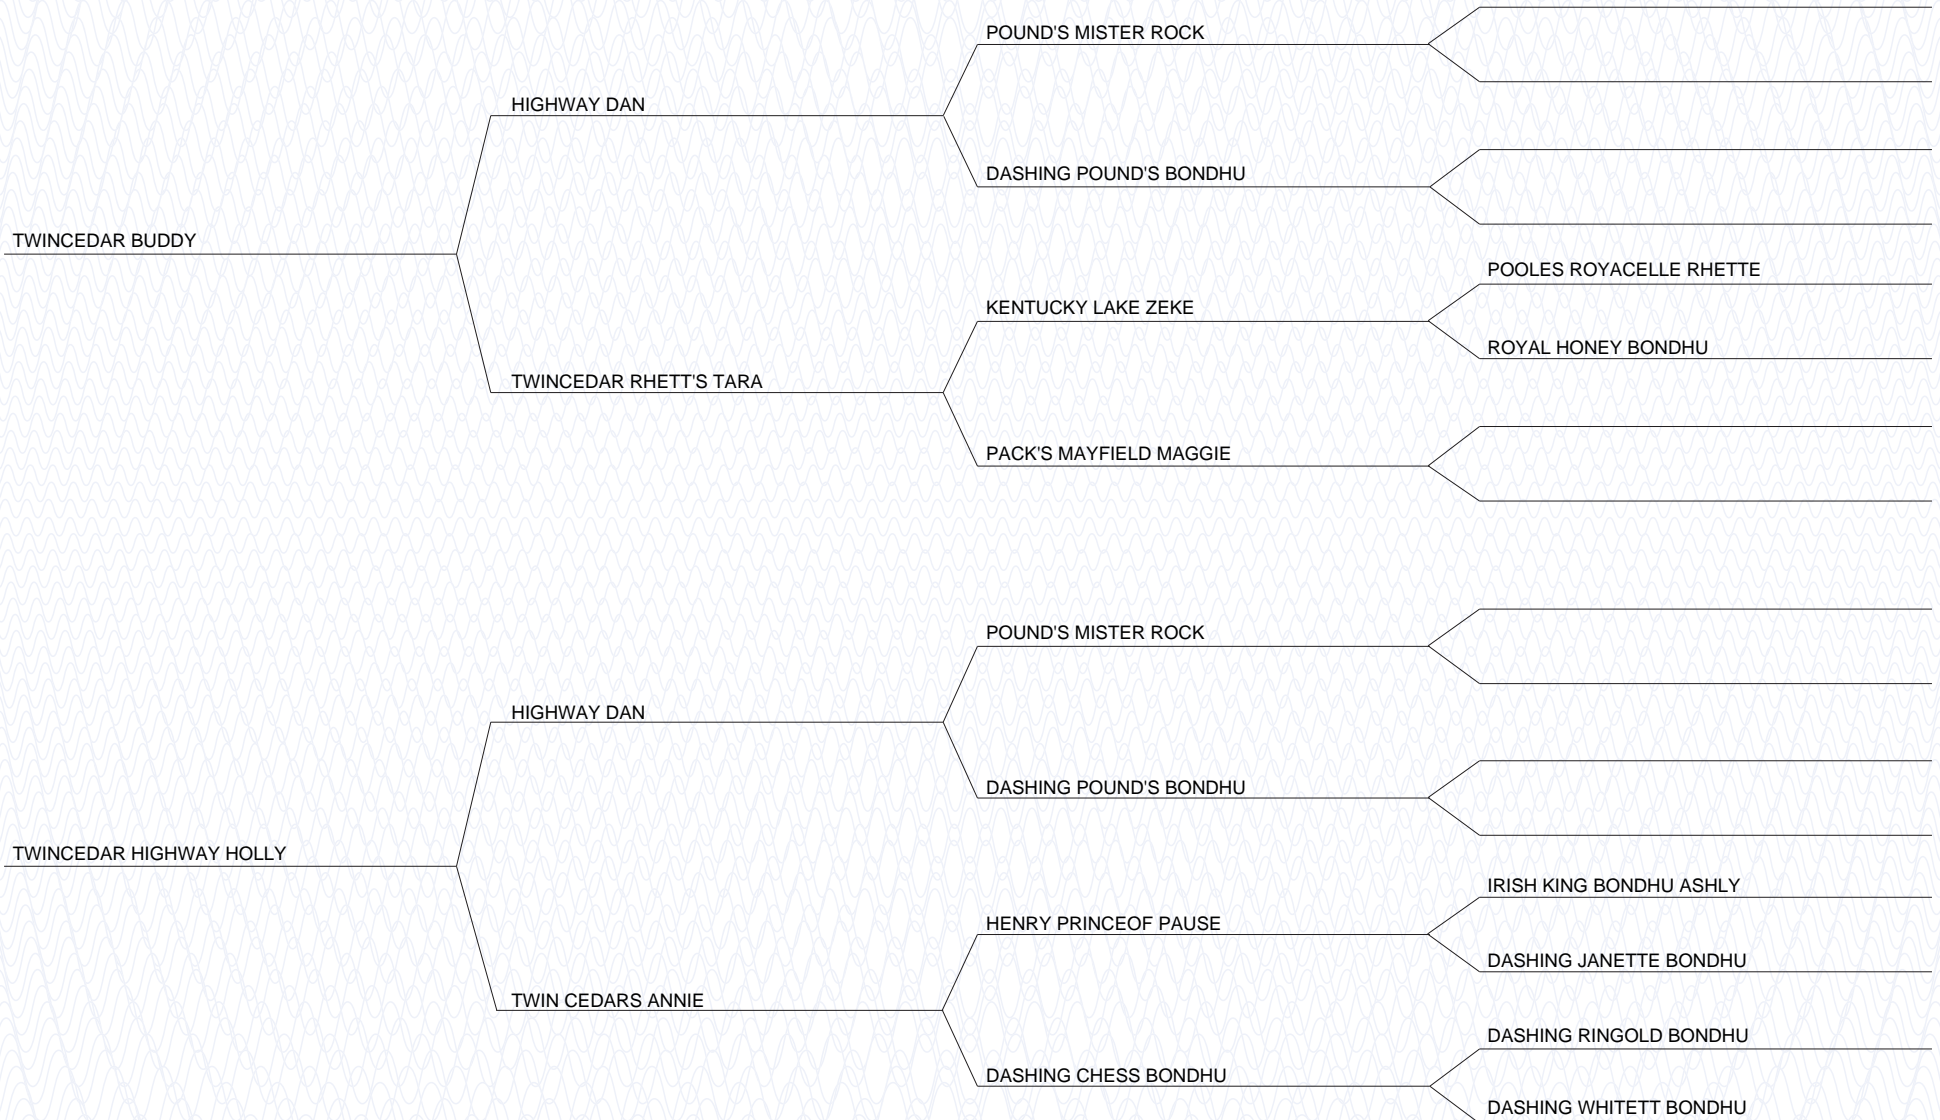 POUND'S MISTER ROCK
HIGHWAY DAN
DASHING POUND'S BONDHU
TWINCEDAR BUDDY
POOLES ROYACELLE RHETTE
KENTUCKY LAKE ZEKE
ROYAL HONEY BONDHU
TWINCEDAR RHETT'S TARA
PACK'S MAYFIELD MAGGIE
POUND'S MISTER ROCK
HIGHWAY DAN
DASHING POUND'S BONDHU
TWINCEDAR HIGHWAY HOLLY
IRISH KING BONDHU ASHLY
HENRY PRINCEOF PAUSE
DASHING JANETTE BONDHU
TWIN CEDARS ANNIE
DASHING RINGOLD BONDHU
DASHING CHESS BONDHU
DASHING WHITETT BONDHU